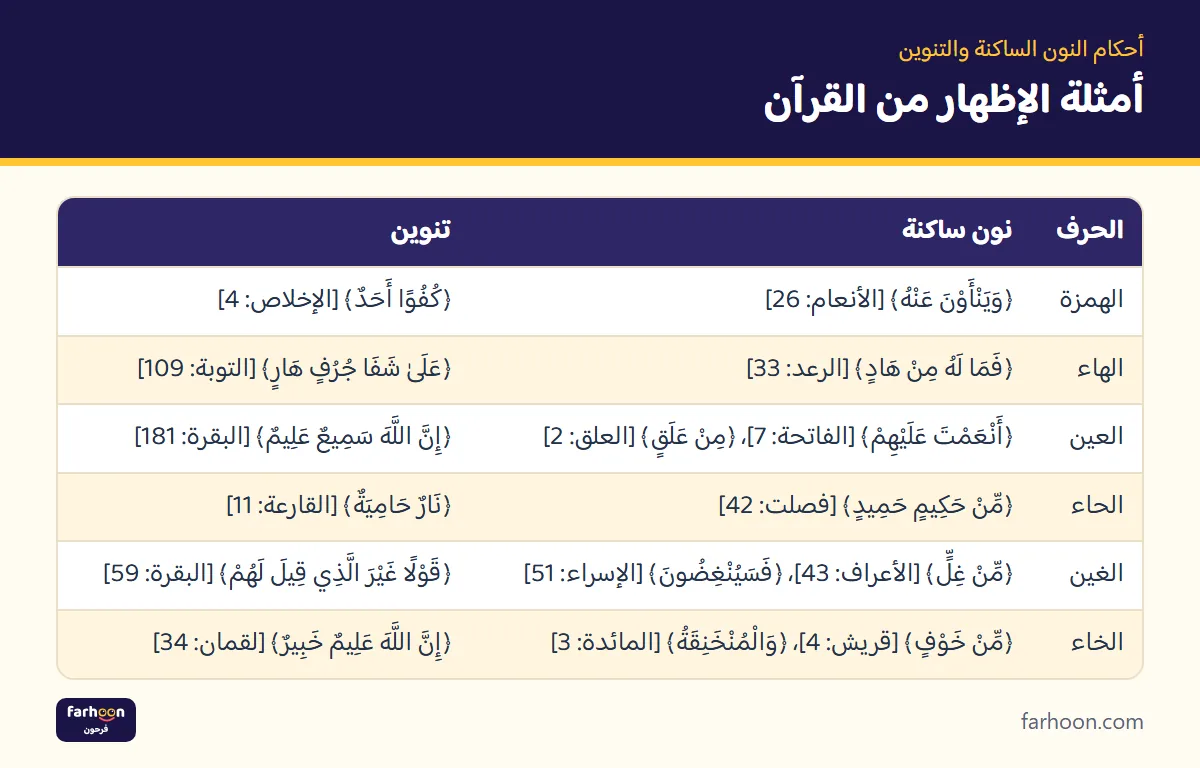 أحكام النون الساكنة والتنوين
أمثلة الإظهار من القرآن
الحرف نون ساكنة تنوين
الهمزة ﴿وَيَنْأَوْنَ عَنْهُ﴾ [الأنعام: 26] ﴿كُفُوًا أَحَدٌ﴾ [الإخلاص: 4]
الهاء ﴿فَمَا لَهُ مِنْ هَادٍ﴾ [الرعد: 33] ﴿عَلَىٰ شَفَا جُرُفٍ هَارٍ﴾ [التوبة: 109]
العين ﴿أَنْعَمْتَ عَلَيْهِمْ﴾ [الفاتحة: 7]، ﴿مِنْ عَلَقٍ﴾ [العلق: 2] ﴿إِنَّ اللَّهَ سَمِيعٌ عَلِيمٌ﴾ [البقرة: 181]
الحاء ﴿مِّنْ حَكِيمٍ حَمِيدٍ﴾ [فصلت: 42] ﴿نَارٌ حَامِيَةٌ﴾ [القارعة: 11]
الغين ﴿مِّنْ غِلٍّ﴾ [الأعراف: 43]، ﴿فَسَيُنْغِضُونَ﴾ [الإسراء: 51] ﴿قَوْلًا غَيْرَ الَّذِي قِيلَ لَهُمْ﴾ [البقرة: 59]
الخاء ﴿مِّنْ خَوْفٍ﴾ [قريش: 4]، ﴿وَالْمُنْخَنِقَةُ﴾ [المائدة: 3] ﴿إِنَّ اللَّهَ عَلِيمٌ خَبِيرٌ﴾ [لقمان: 34]
farhoon.com
farhoon
فرحون